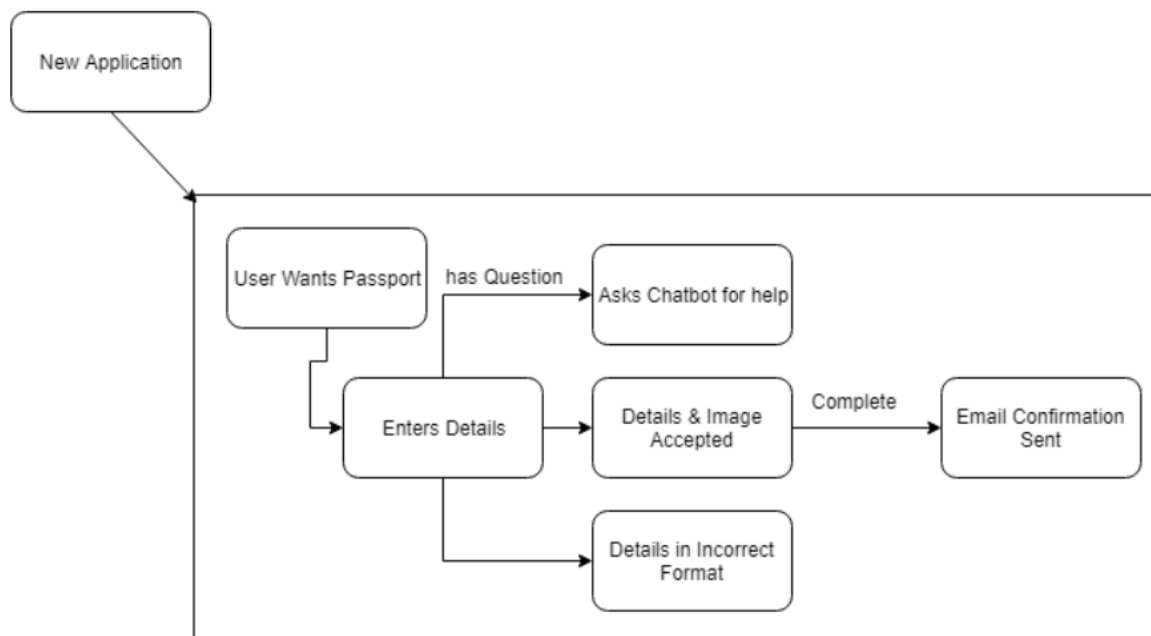 New Application
User Wants Passport
has Question
Asks Chatbot for help
Enters Details
Details & Image
Accepted
Complete
Email Confirmation
Sent
Details in Incorrect
Format